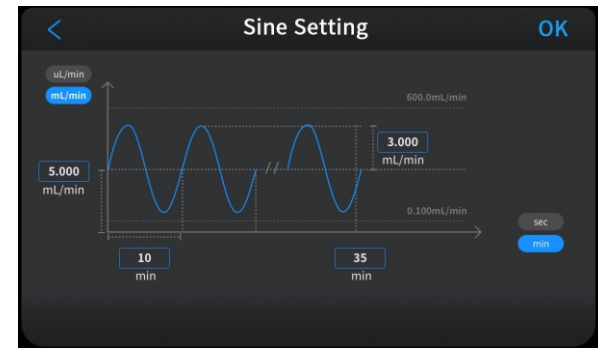 Sine Setting
OK
uL/min
mL/min
600.0mL/min
3.000
mL/min
5.000
mL/min
//
0.100mL/min
sec
min
10
min
35
min